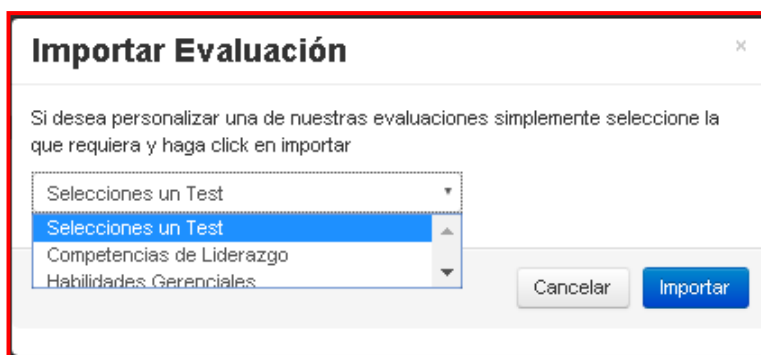 Importar Evaluación
×
Si desea personalizar una de nuestras evaluaciones simplemente seleccione la
que requiera y haga click en importar
Selecciones un Test
Selecciones un Test
Competencias de Liderazgo
Habilidades Gerenciales
Cancelar
Importar